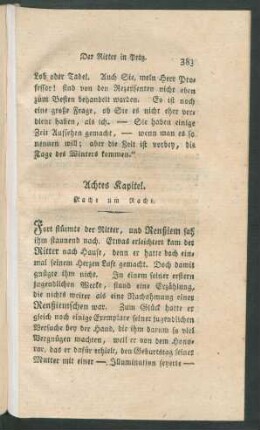 Der Ritter in Prag.
383
Lob oder Tadel. Auch Sie, mein Herr Pro-
fessor! sind von den Rezensenten nicht eben
zum Besten behandelt worden. Es ist noch
eine große Frage, ob Sie es nicht eher ver-
dient haben, als ich. — Sie haben einige
Zeit Aufsehen gemacht, — wenn man es so
nennen will; aber die Zeit ist vorbey, die
Tage des Winters kommen.“
Achtes Kapitel.
Rache um Rache.
Fort stürmte der Ritter, und Renstlom sah
ihm staunend nach. Etwas erleichtert kam der
Ritter nach Hause, denn er hatte doch ein-
mal seinem Herzen Luft gemacht. Doch damit
gnügte ihm nicht. In einem seiner erstern
jugendlichen Werke, stand eine Erzählung,
die nichts weiter als eine Nachahmung einer
Renstlomschen war. Zum Glück hatte er
gleich noch einige Exemplare seiner jugendlichen
Versuche bey der Hand, die ihm darum so viel
Vergnügen machten, weil er von dem Hono-
rar, das er dafür erhielt, den Geburtstag seiner
Mutter mit einer — Illumination feyerte —